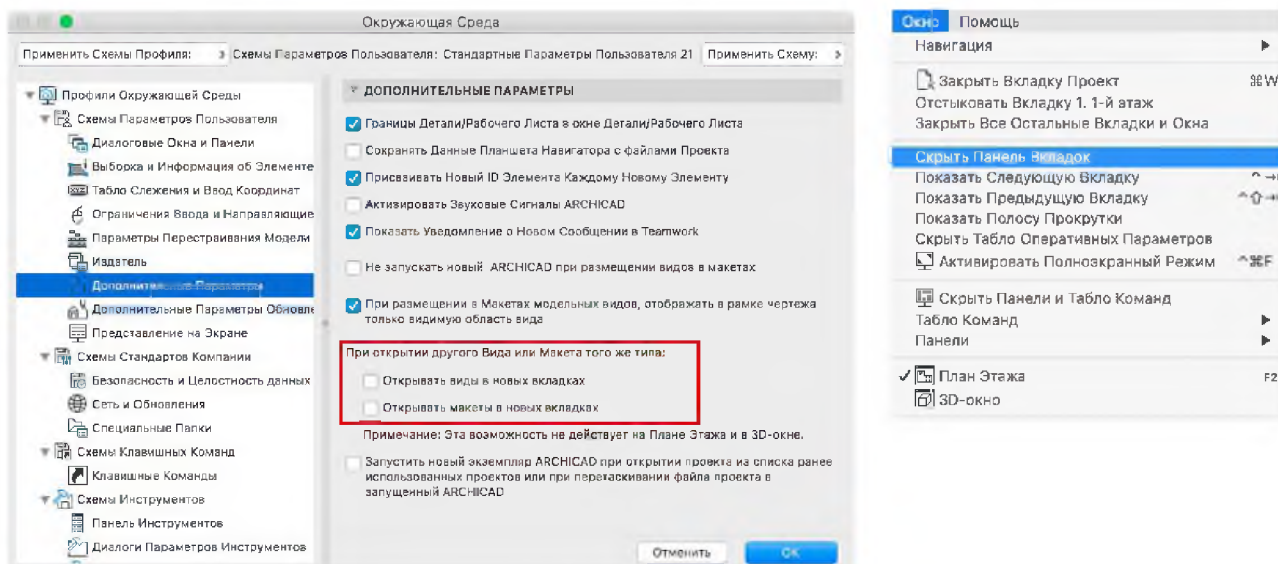 Окружающая Среда
Применить Схемы Профиля:
Схемы Параметров Пользователя: Стандартные Параметры Пользователя 21
Применить Схему:
Профили Окружающей Среды
Схемы Параметров Пользователя
Диалоговые Окна и Панели
Выборка и Информация об Элементе
Табло Слежения и Ввод Координат
Ограничения Ввода и Направляющие
Параметры Перестраивания Модели
Издатель
Дополнительные Параметры
Дополнительные Параметры Обновле
Представление на Экране
Схемы Стандартов Компании
Безопасность и Целостность данных
Сеть и Обновления
Специальные Папки
Схемы Клавишных Команд
Клавишные Команды
Схемы Инструментов
Панель Инструментов
Диалоги Параметров Инструментов
ДОПОЛНИТЕЛЬНЫЕ ПАРАМЕТРЫ
Границы Детали/Рабочего Листа в окне Детали/Рабочего Листа
Сохранять Данные Планшета Навигатора с файлами Проекта
Присваивать Новый ID Элемента Каждому Новому Элементу
Активировать Звуковые Сигналы ARCHICAD
Показать Уведомление о Новом Сообщении в Teamwork
Не запускать новый ARCHICAD при размещении видов в макетах
При размещении в Макетах модельных видов, отображать в рамке чертежа
только видимую область вида
При открытии другого Вида или Макета того же типа:
Открывать виды в новых вкладках
Открывать макеты в новых вкладках
Примечание: Эта возможность не действует на Плане Этажа и в 3D-окне.
Запустить новый экземпляр ARCHICAD при открытии проекта из списка ранее
использованных проектов или при перетаскивании файла проекта в
запущенный ARCHICAD
Отменить
OK
Окно Помощь
Навигация
Закрыть Вкладку Проект ⌘W
Отстыковать Вкладку 1. 1-й этаж
Закрыть Все Остальные Вкладки и Окна
Скрыть Панель Вкладок
Показать Следующую Вкладку
Показать Предыдущую Вкладку
Показать Полосу Прокрутки
Скрыть Табло Оперативных Параметров
Активировать Полноэкранный Режим ^⌘F
Скрыть Панели и Табло Команд
Табло Команд
Панели
План Этажа F2
3D-окно